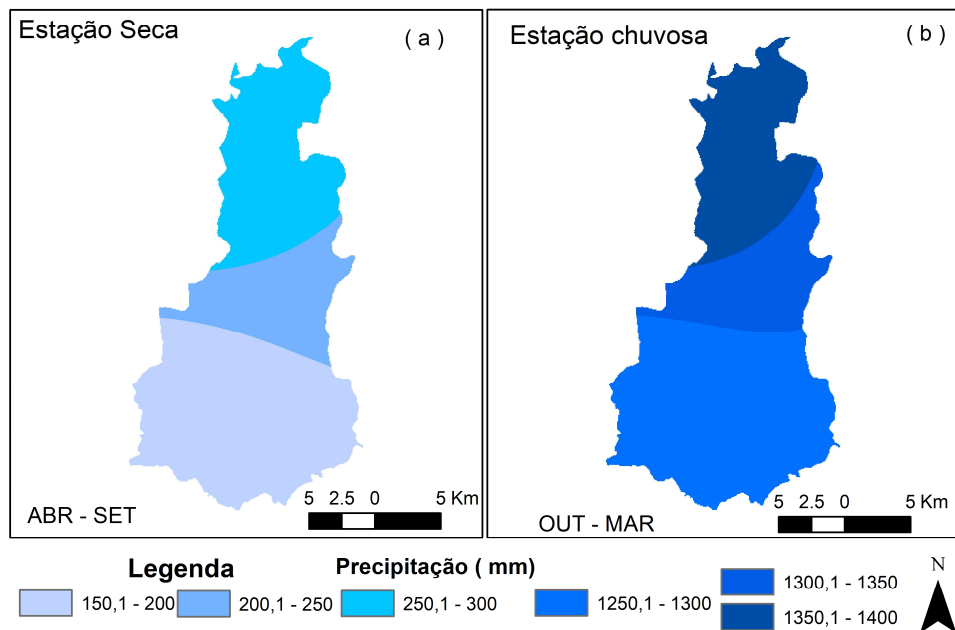 Estação Seca
( a )
ABR - SET
5 2.5 0 5 Km
Estação chuvosa
( b )
OUT - MAR
5 2.5 0 5 Km
Legenda
Precipitação ( mm)
150,1 - 200
200,1 - 250
250,1 - 300
1250,1 - 1300
1300,1 - 1350
1350,1 - 1400
N